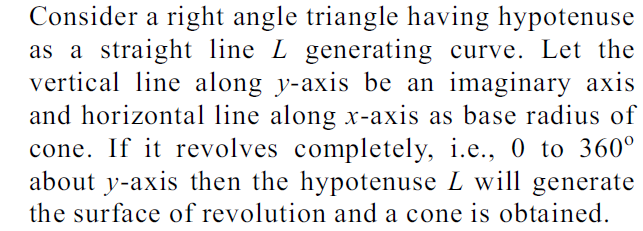 Consider a right angle triangle having hypotenuse
as a straight line L generating curve. Let the
vertical line along y-axis be an imaginary axis
and horizontal line along x-axis as base radius of
cone. If it revolves completely, i.e., 0 to 360º
about y-axis then the hypotenuse L will generate
the surface of revolution and a cone is obtained.